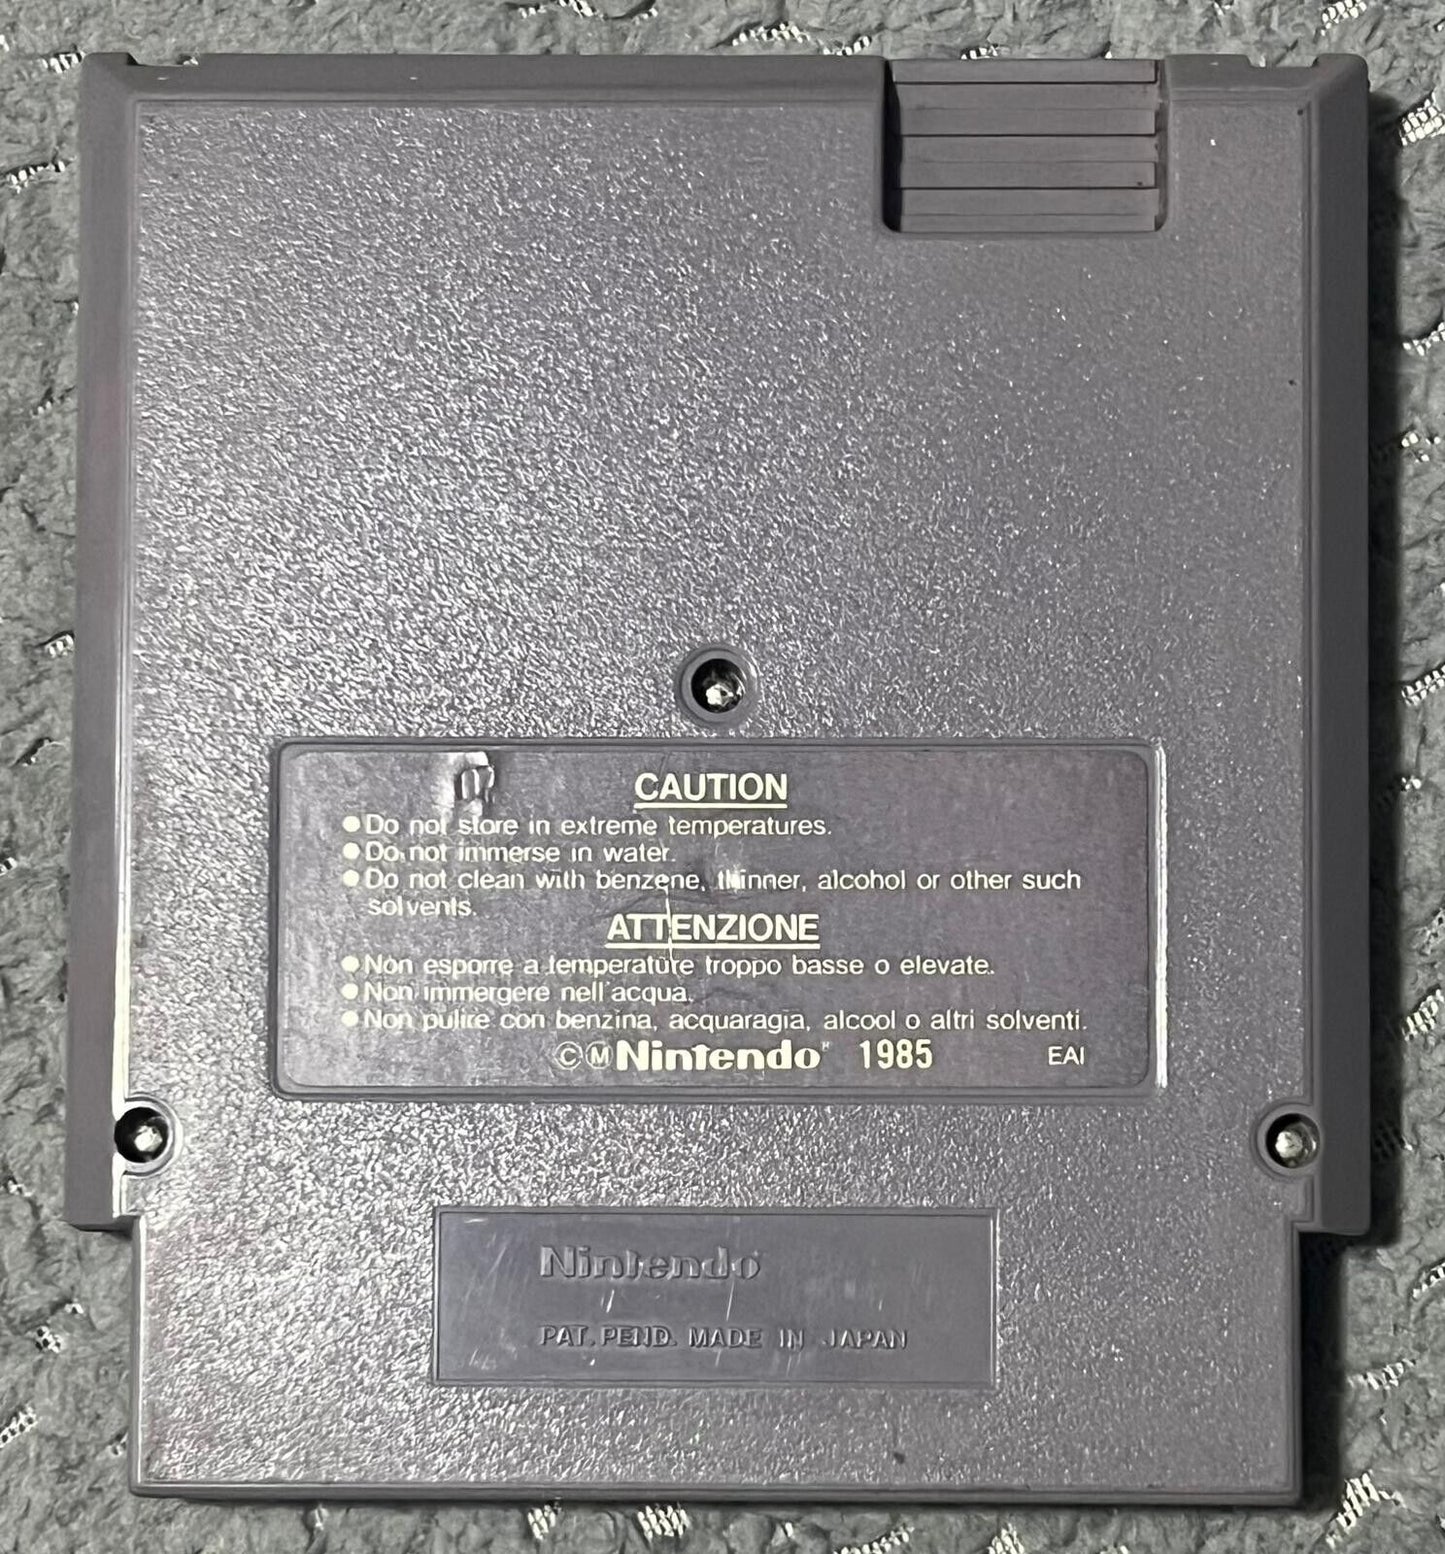 07
CAUTION
●Do not store in extreme temperatures.
●Do not immerse in water.
●Do not clean with benzene, thinner, alcohol or other such
solvents.
ATTENZIONE
●Non esporre a temperature troppo basse o elevate.
●Non immergere nell'acqua.
●Non pulire con benzina, acquaragia, alcool o altri solventi.
©Ⓜ Nintendo® 1985 EAI
Nintendo®
PAT. PEND. MADE IN JAPAN